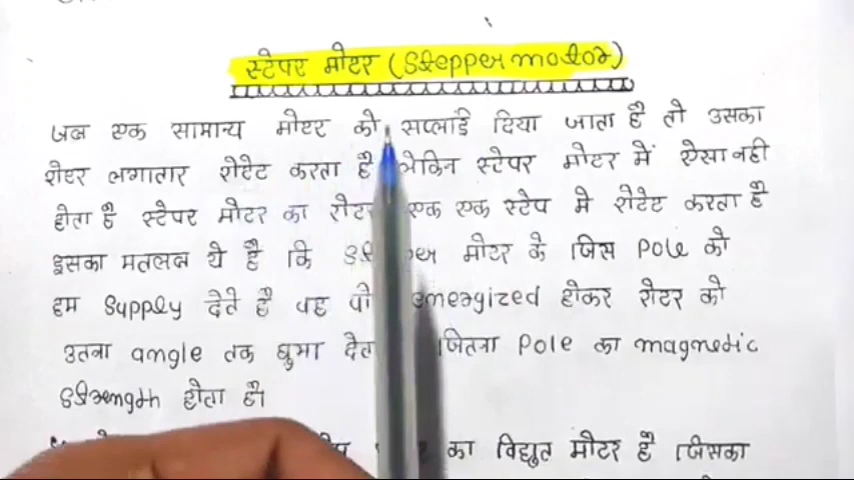 स्टेपर मोटर (Stepper motor)
जब एक सामान्य मोटर को सप्लाई दिया जाता है तो उसका
रोटर लगातार रोटेट करता है लेकिन स्टेपर मोटर में ऐसा नही
होता है स्टेपर मोटर का रोटर एक एक स्टेप मे रोटेट करता है
इसका मतलब ये है कि मोटर के जिस Pole को
हम Supply देते है वह energized होकर रोटर को
उतना angle तक घुमा जितना Pole का magnetic
Strength होता है।
का विद्युत मोटर है जिसका